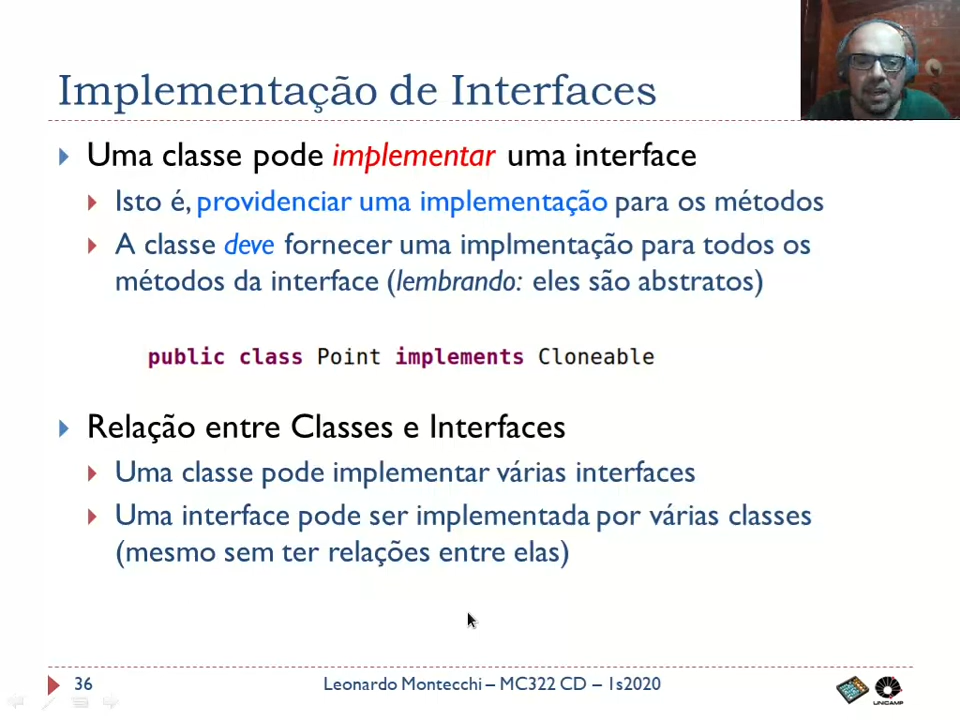 Implementação de Interfaces
Uma classe pode implementar uma interface
Isto é, providenciar uma implementação para os métodos
A classe deve fornecer uma implmentação para todos os
métodos da interface (lembrando: eles são abstratos)
public class Point implements Cloneable
Relação entre Classes e Interfaces
Uma classe pode implementar várias interfaces
Uma interface pode ser implementada por várias classes
(mesmo sem ter relações entre elas)
36
Leonardo Montecchi – MC322 CD – 1s2020
UNICAMP